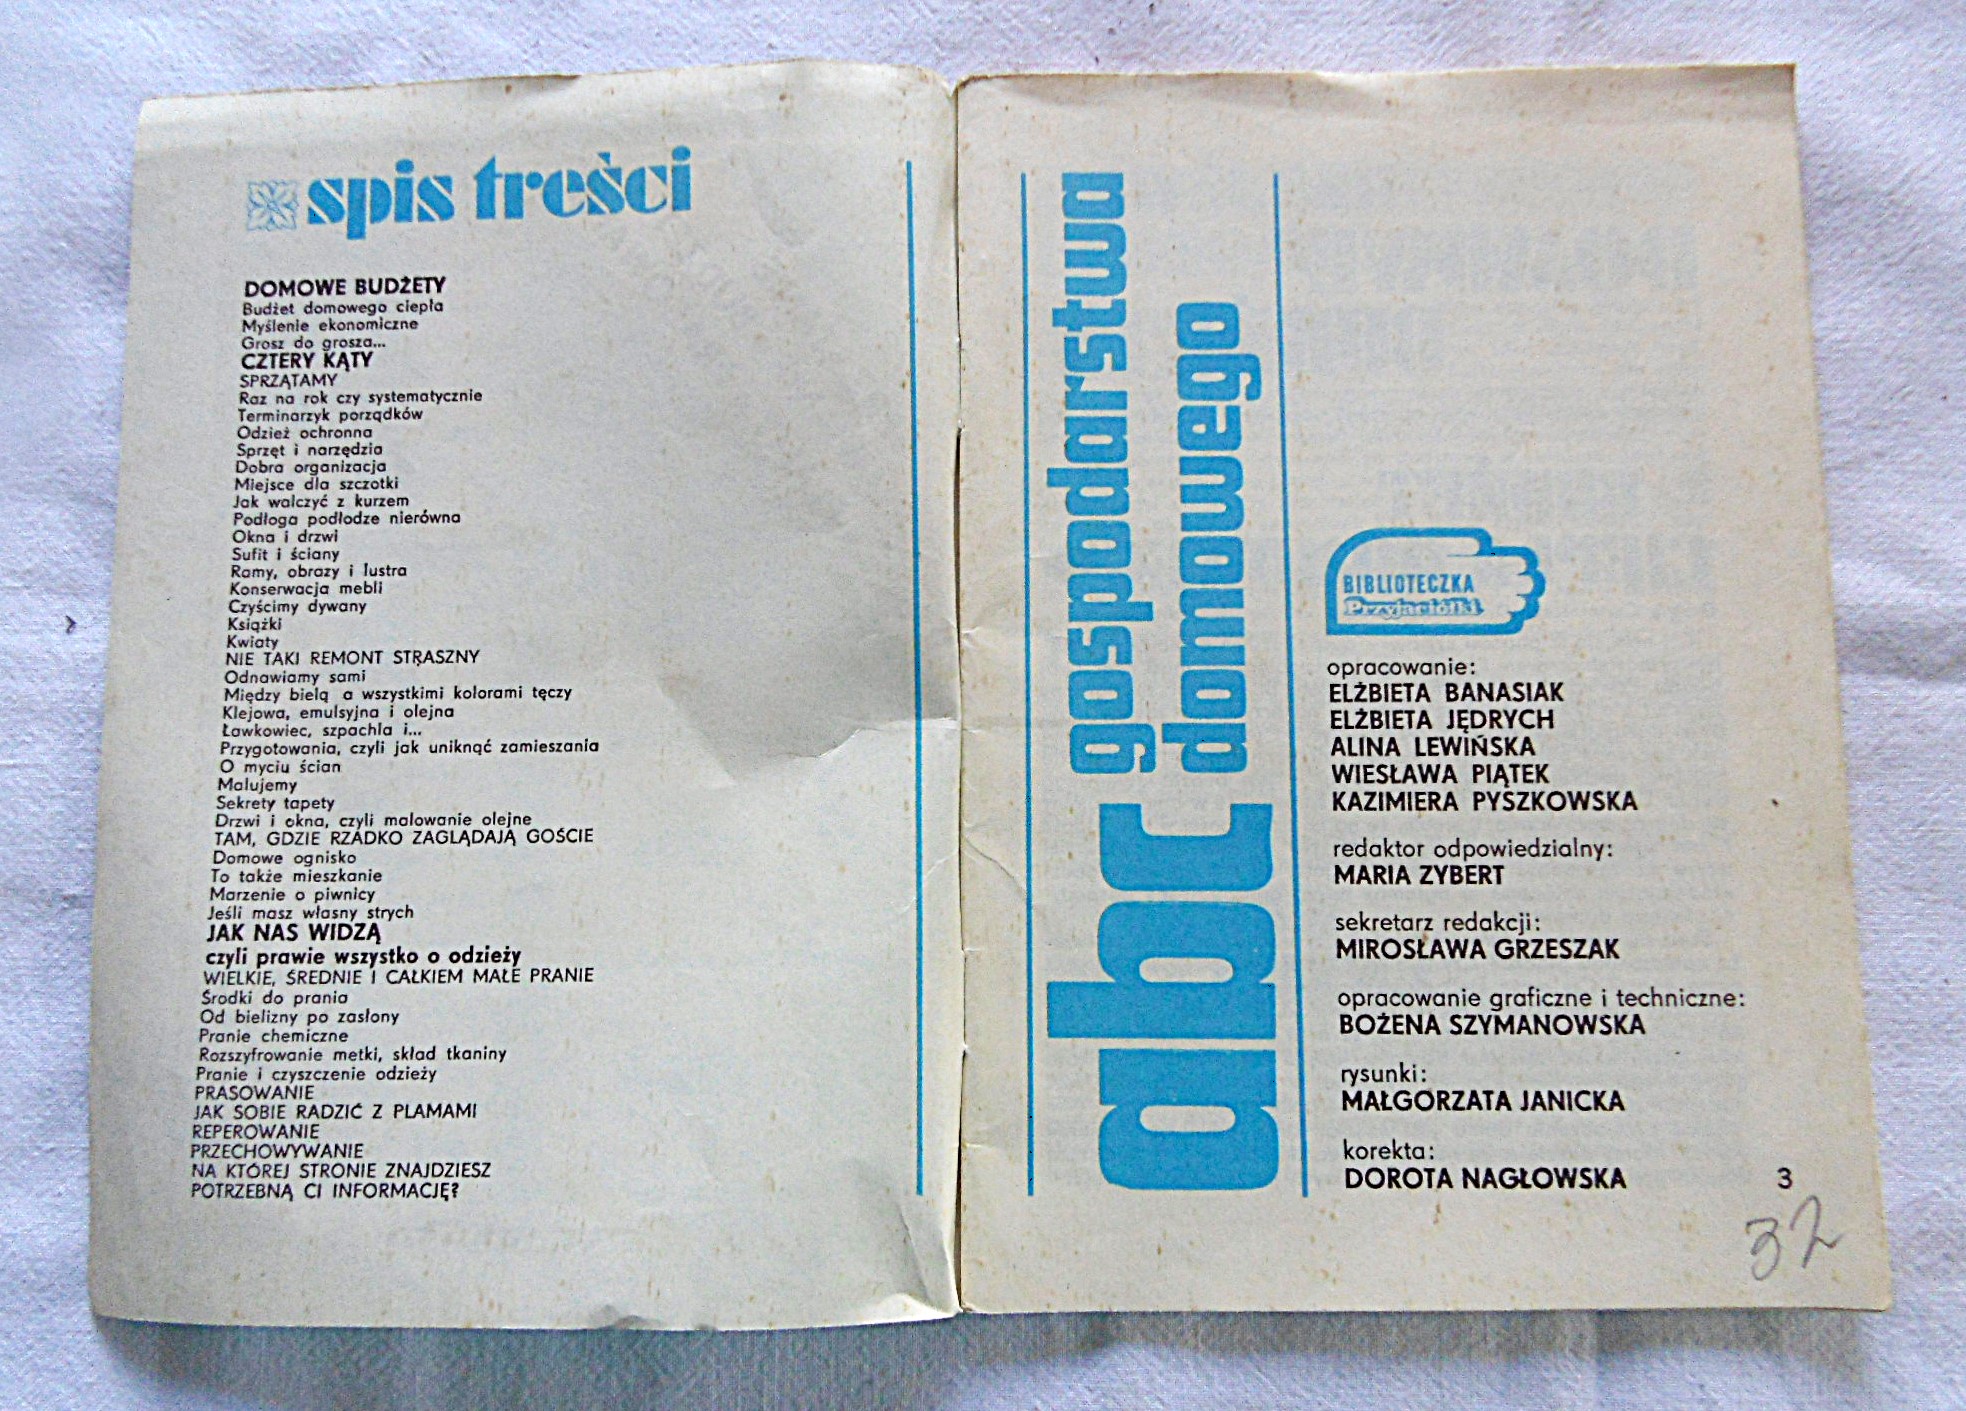 spis treści
DOMOWE BUDŻETY
Budżet domowego ciepła
Myślenie ekonomiczne
Grosz do grosza...
CZTERY KĄTY
SPRZĄTAMY
Raz na rok czy systematycznie
Terminarzyk porządków
Odzież ochronna
Sprzęt i narzędzia
Dobra organizacja
Miejsce dla szczotki
Jak walczyć z kurzem
Podłoga podłodze nierówna
Okna i drzwi
Sufit i ściany
Ramy, obrazy i lustra
Konserwacja mebli
Czyścimy dywany
Książki
Kwiaty
NIE TAKI REMONT STRASZNY
Odnawiamy sami
Między bielą a wszystkimi kolorami tęczy
Klejowa, emulsyjna i olejna
Ławkowiec, szpachla i...
Przygotowania, czyli jak uniknąć zamieszania
O myciu ścian
Malujemy
Sekrety tapety
Drzwi i okna, czyli malowanie olejne
TAM, GDZIE RZADKO ZAGLĄDAJĄ GOŚCIE
Domowe ognisko
To także mieszkanie
Marzenie o piwnicy
Jeśli masz własny strych
JAK NAS WIDZĄ
czyli prawie wszystko o odzieży
WIELKIE, ŚREDNIE I CAŁKIEM MAŁE PRANIE
Środki do prania
Od bielizny po zasłony
Pranie chemiczne
Rozszyfrowanie metki, skład tkaniny
Pranie i czyszczenie odzieży
PRASOWANIE
JAK SOBIE RADZIĆ Z PLAMAMI
REPEROWANIE
PRZECHOWYWANIE
NA KTÓREJ STRONIE ZNAJDZIESZ
POTRZEBNĄ CI INFORMACJĘ?
abc gospodarstwa
domowego
BIBLIOTECZKA
Przyjaciółki
opracowanie:
ELŻBIETA BANASIAK
ELŻBIETA JĘDRYCH
ALINA LEWIŃSKA
WIESŁAWA PIĄTEK
KAZIMIERA PYSZKOWSKA
redaktor odpowiedzialny:
MARIA ZYBERT
sekretarz redakcji:
MIROSŁAWA GRZESZAK
opracowanie graficzne i techniczne:
BOŻENA SZYMANOWSKA
rysunki:
MAŁGORZATA JANICKA
korekta:
DOROTA NAGŁOWSKA
3
32